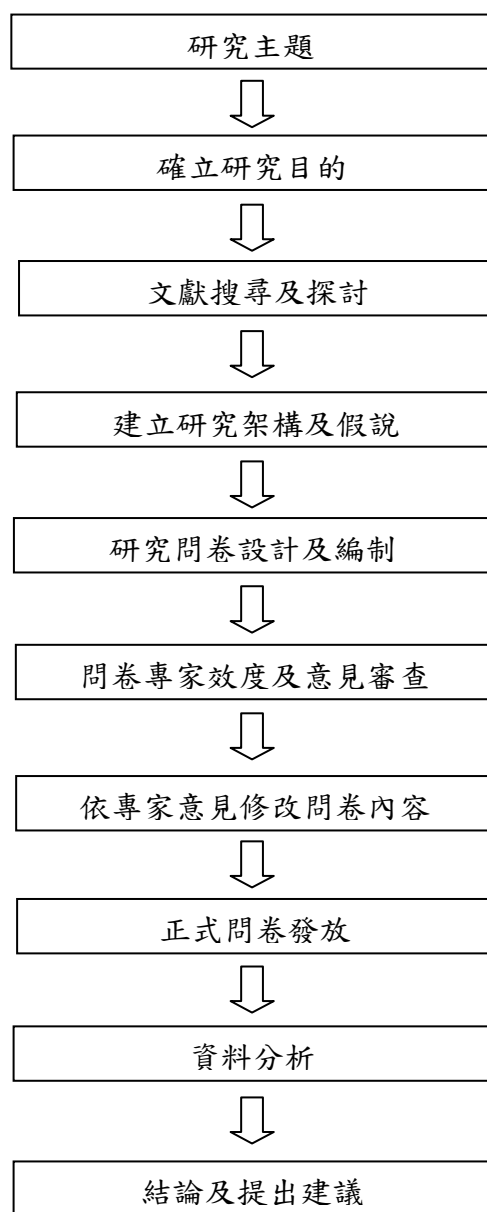 研究主題
確立研究目的
文獻搜尋及探討
建立研究架構及假說
研究問卷設計及編制
問卷專家效度及意見審查
依專家意見修改問卷內容
正式問卷發放
資料分析
結論及提出建議